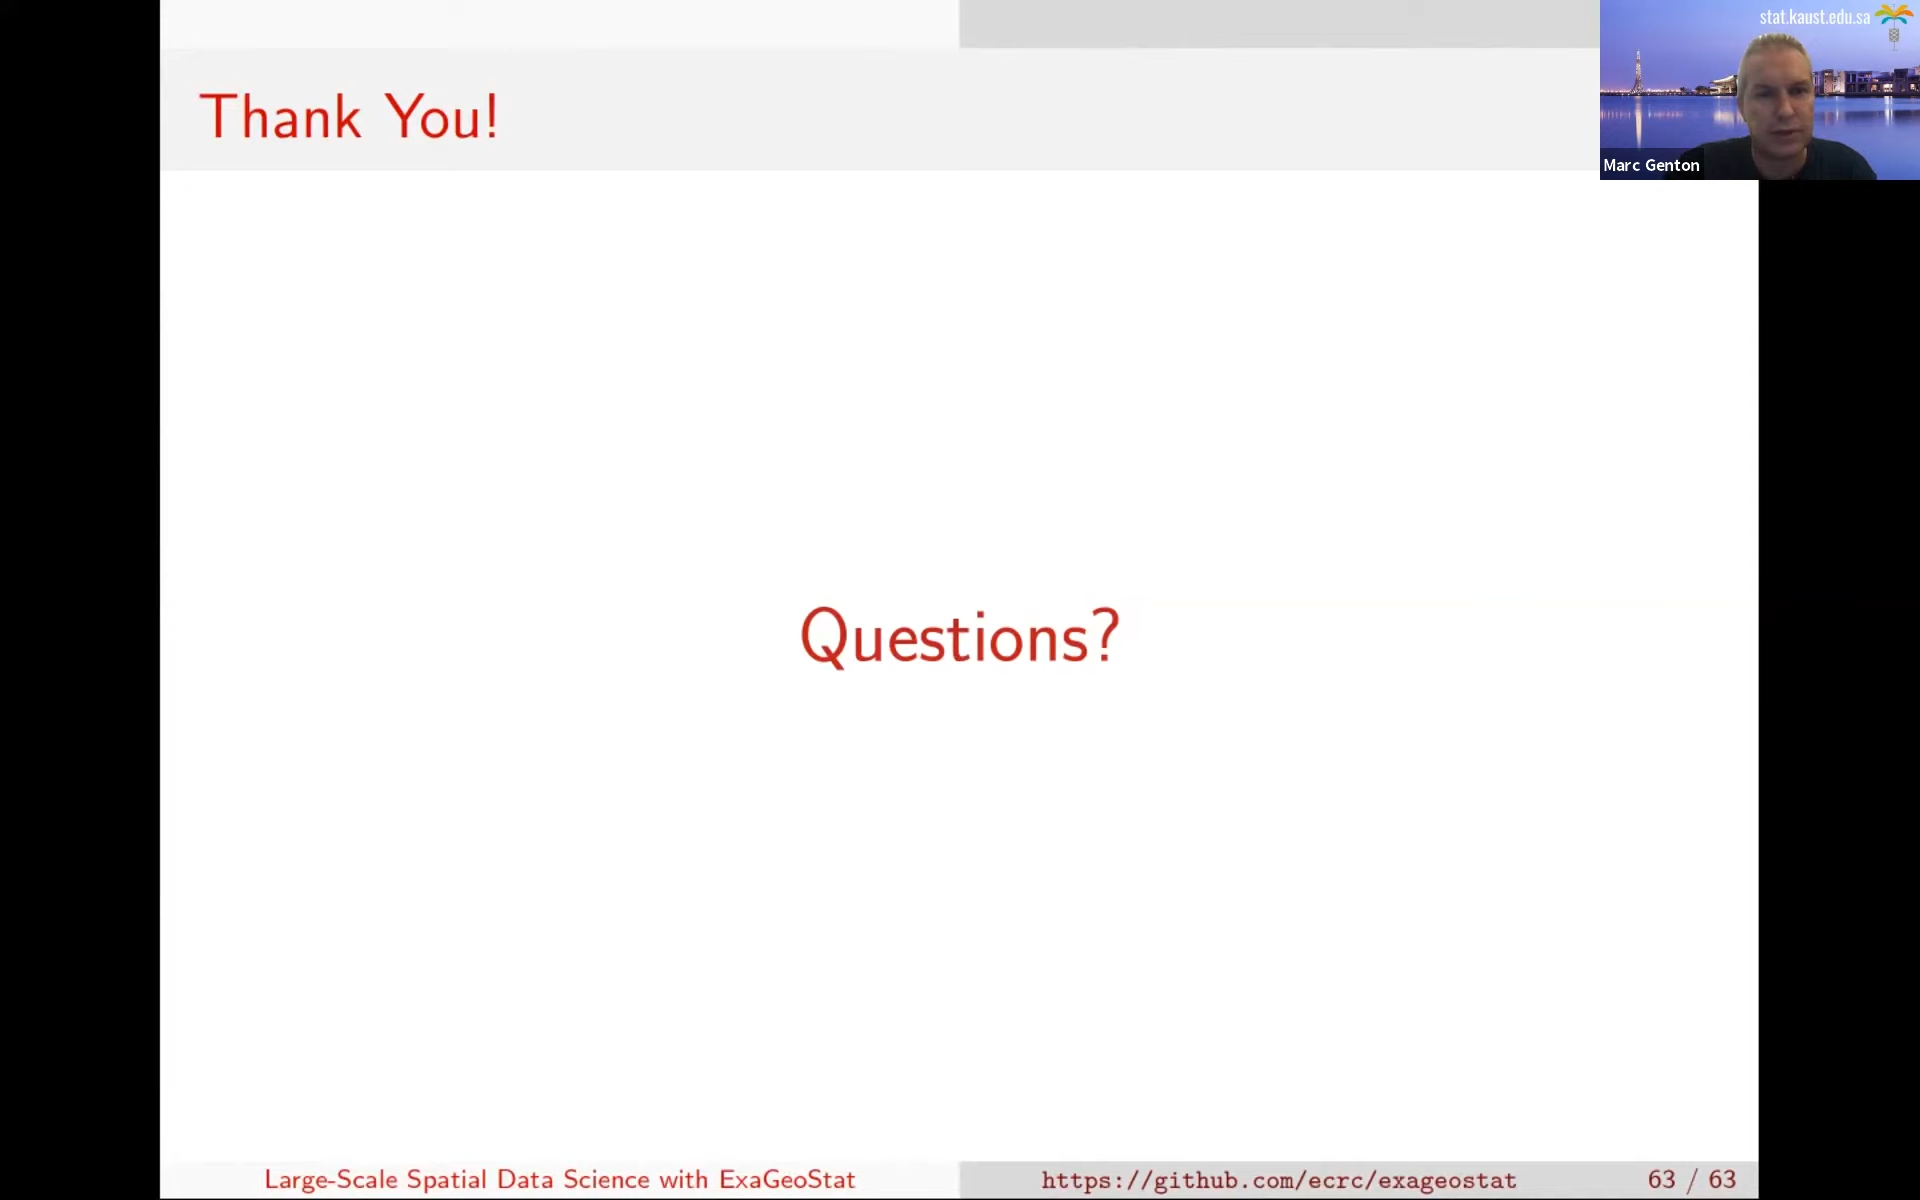 stat.kaust.edu.sa
Thank You!
Marc Genton
Questions?
Large-Scale Spatial Data Science with ExaGeoStat
https://github.com/ecrc/exageostat
63 / 63